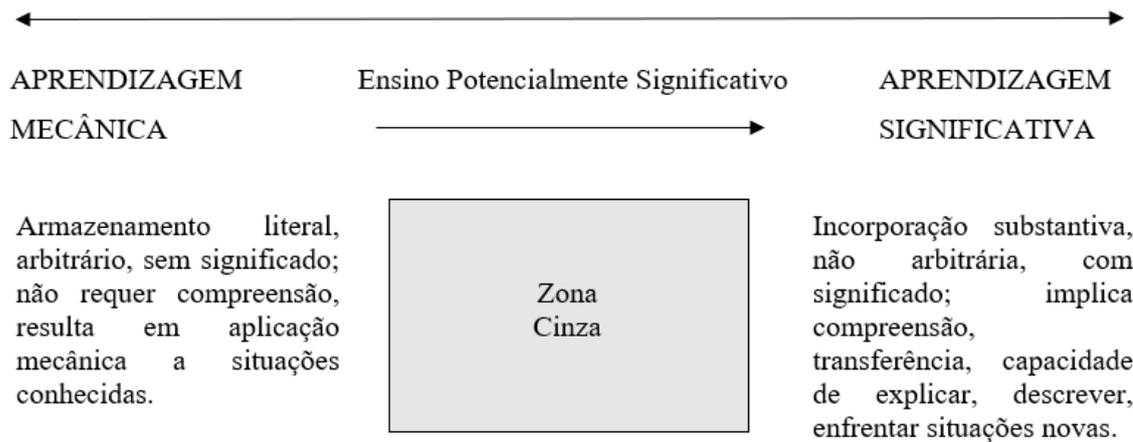 APRENDIZAGEM
MECÂNICA
Ensino Potencialmente Significativo
APRENDIZAGEM
SIGNIFICATIVA
Armazenamento literal,
arbitrário, sem significado;
não requer compreensão,
resulta em aplicação
mecânica a situações
conhecidas.
Zona
Cinza
Incorporação substantiva,
não arbitrária, com
significado; implica
compreensão,
transferência, capacidade
de explicar, descrever,
enfrentar situações novas.